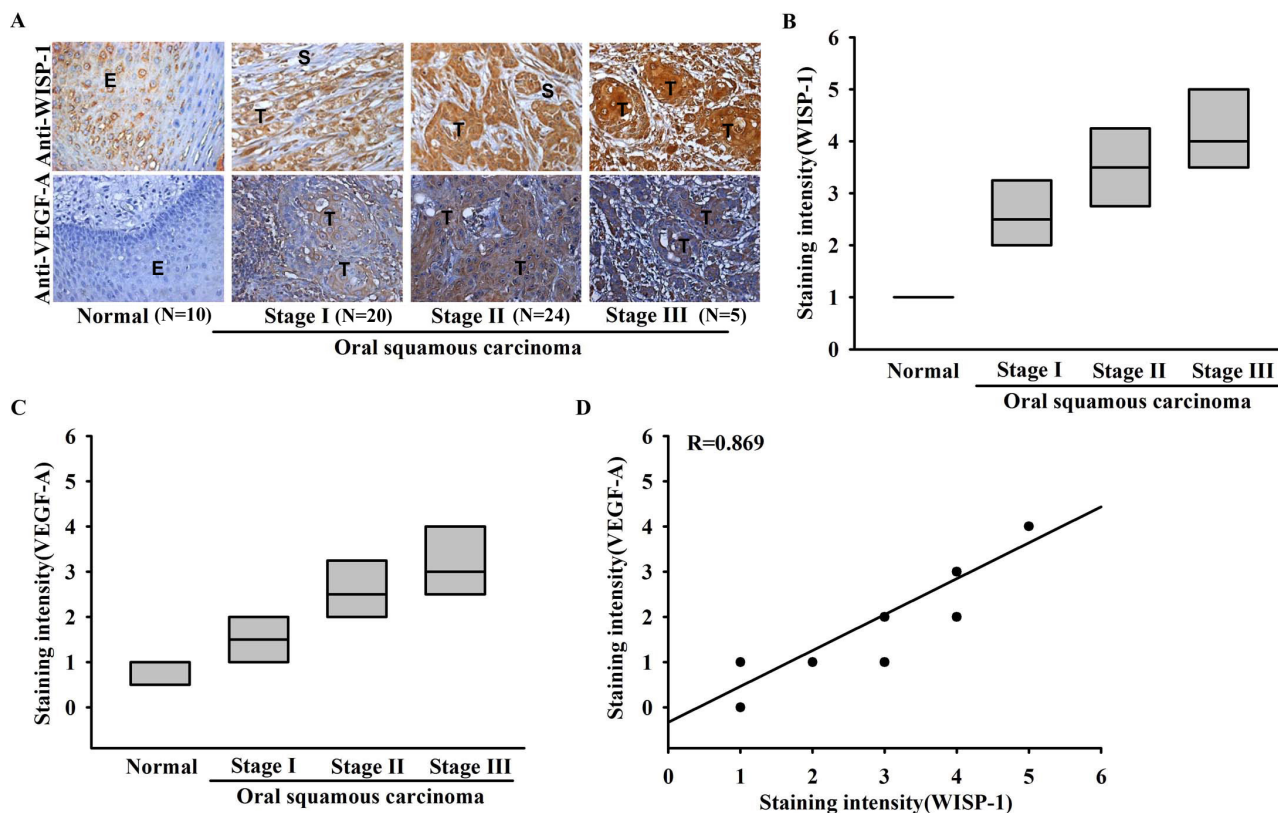 A
Anti-WISP-1
E
T
S
T
S
T
T
T
Anti-VEGF-A
E
T
T
T
T
T
T
Normal (N=10)
Stage I (N=20)
Stage II (N=24)
Stage III (N=5)
Oral squamous carcinoma
B
Staining intensity(WISP-1)
6
5
4
3
2
1
0
Normal
Stage I
Stage II
Stage III
Oral squamous carcinoma
C
Staining intensity(VEGF-A)
6
5
4
3
2
1
0
Normal
Stage I
Stage II
Stage III
Oral squamous carcinoma
D
R=0.869
Staining intensity(VEGF-A)
6
5
4
3
2
1
0
0 1 2 3 4 5 6
Staining intensity(WISP-1)